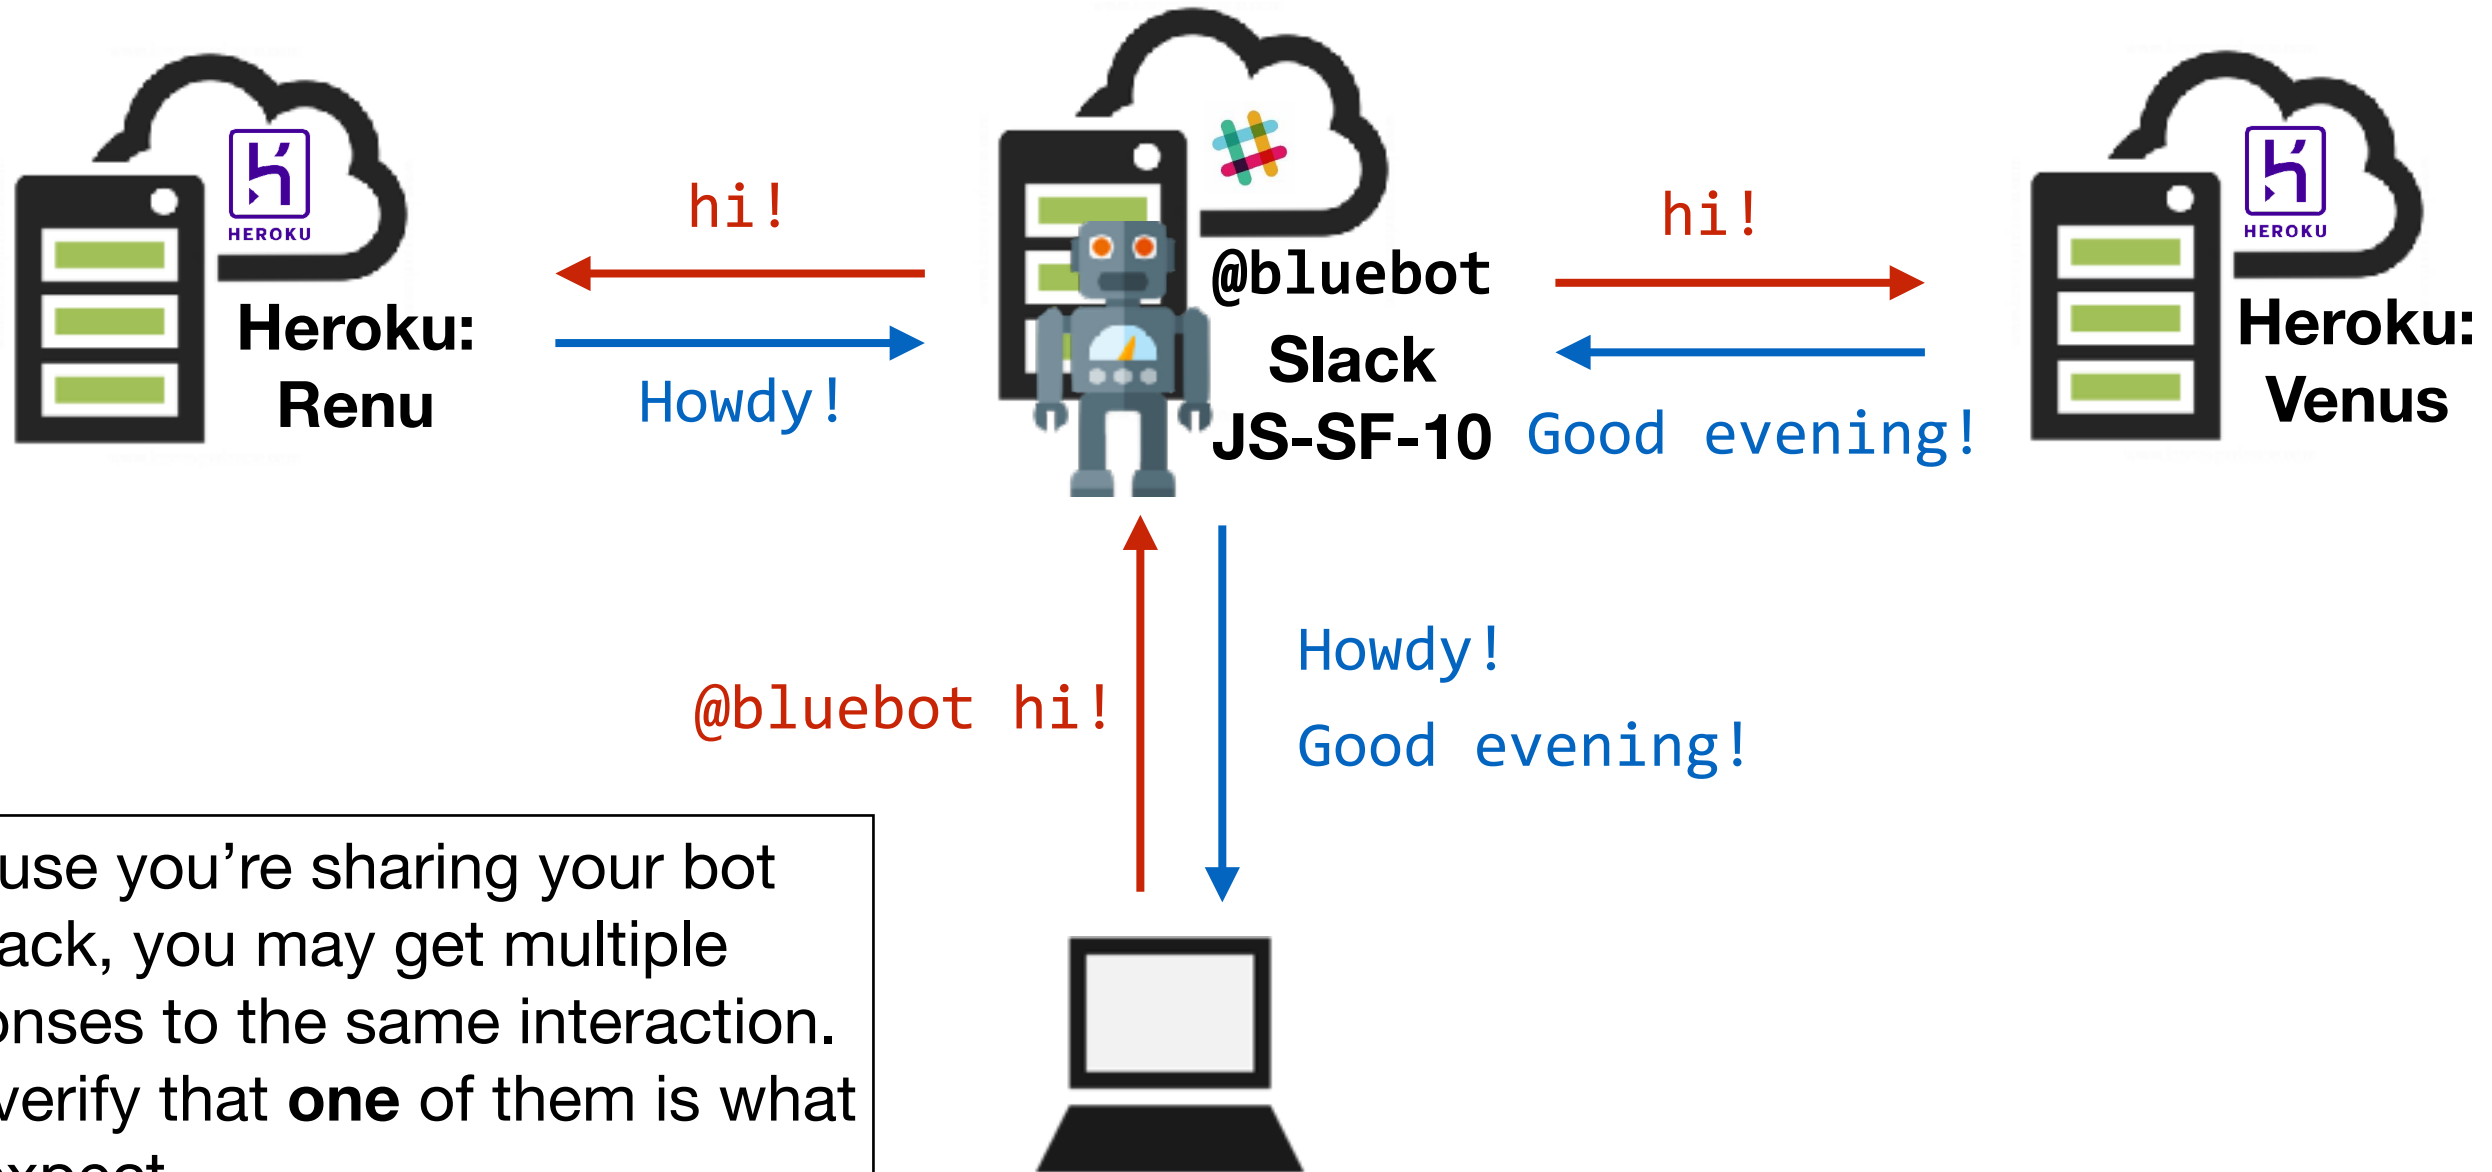 HEROKU
Heroku:
Renu
hi!
Howdy!
@bluebot
Slack
JS-SF-10
hi!
Good evening!
HEROKU
Heroku:
Venus
@bluebot hi!
Howdy!
Good evening!
use you’re sharing your bot
ack, you may get multiple
onses to the same interaction.
verify that one of them is what
expect